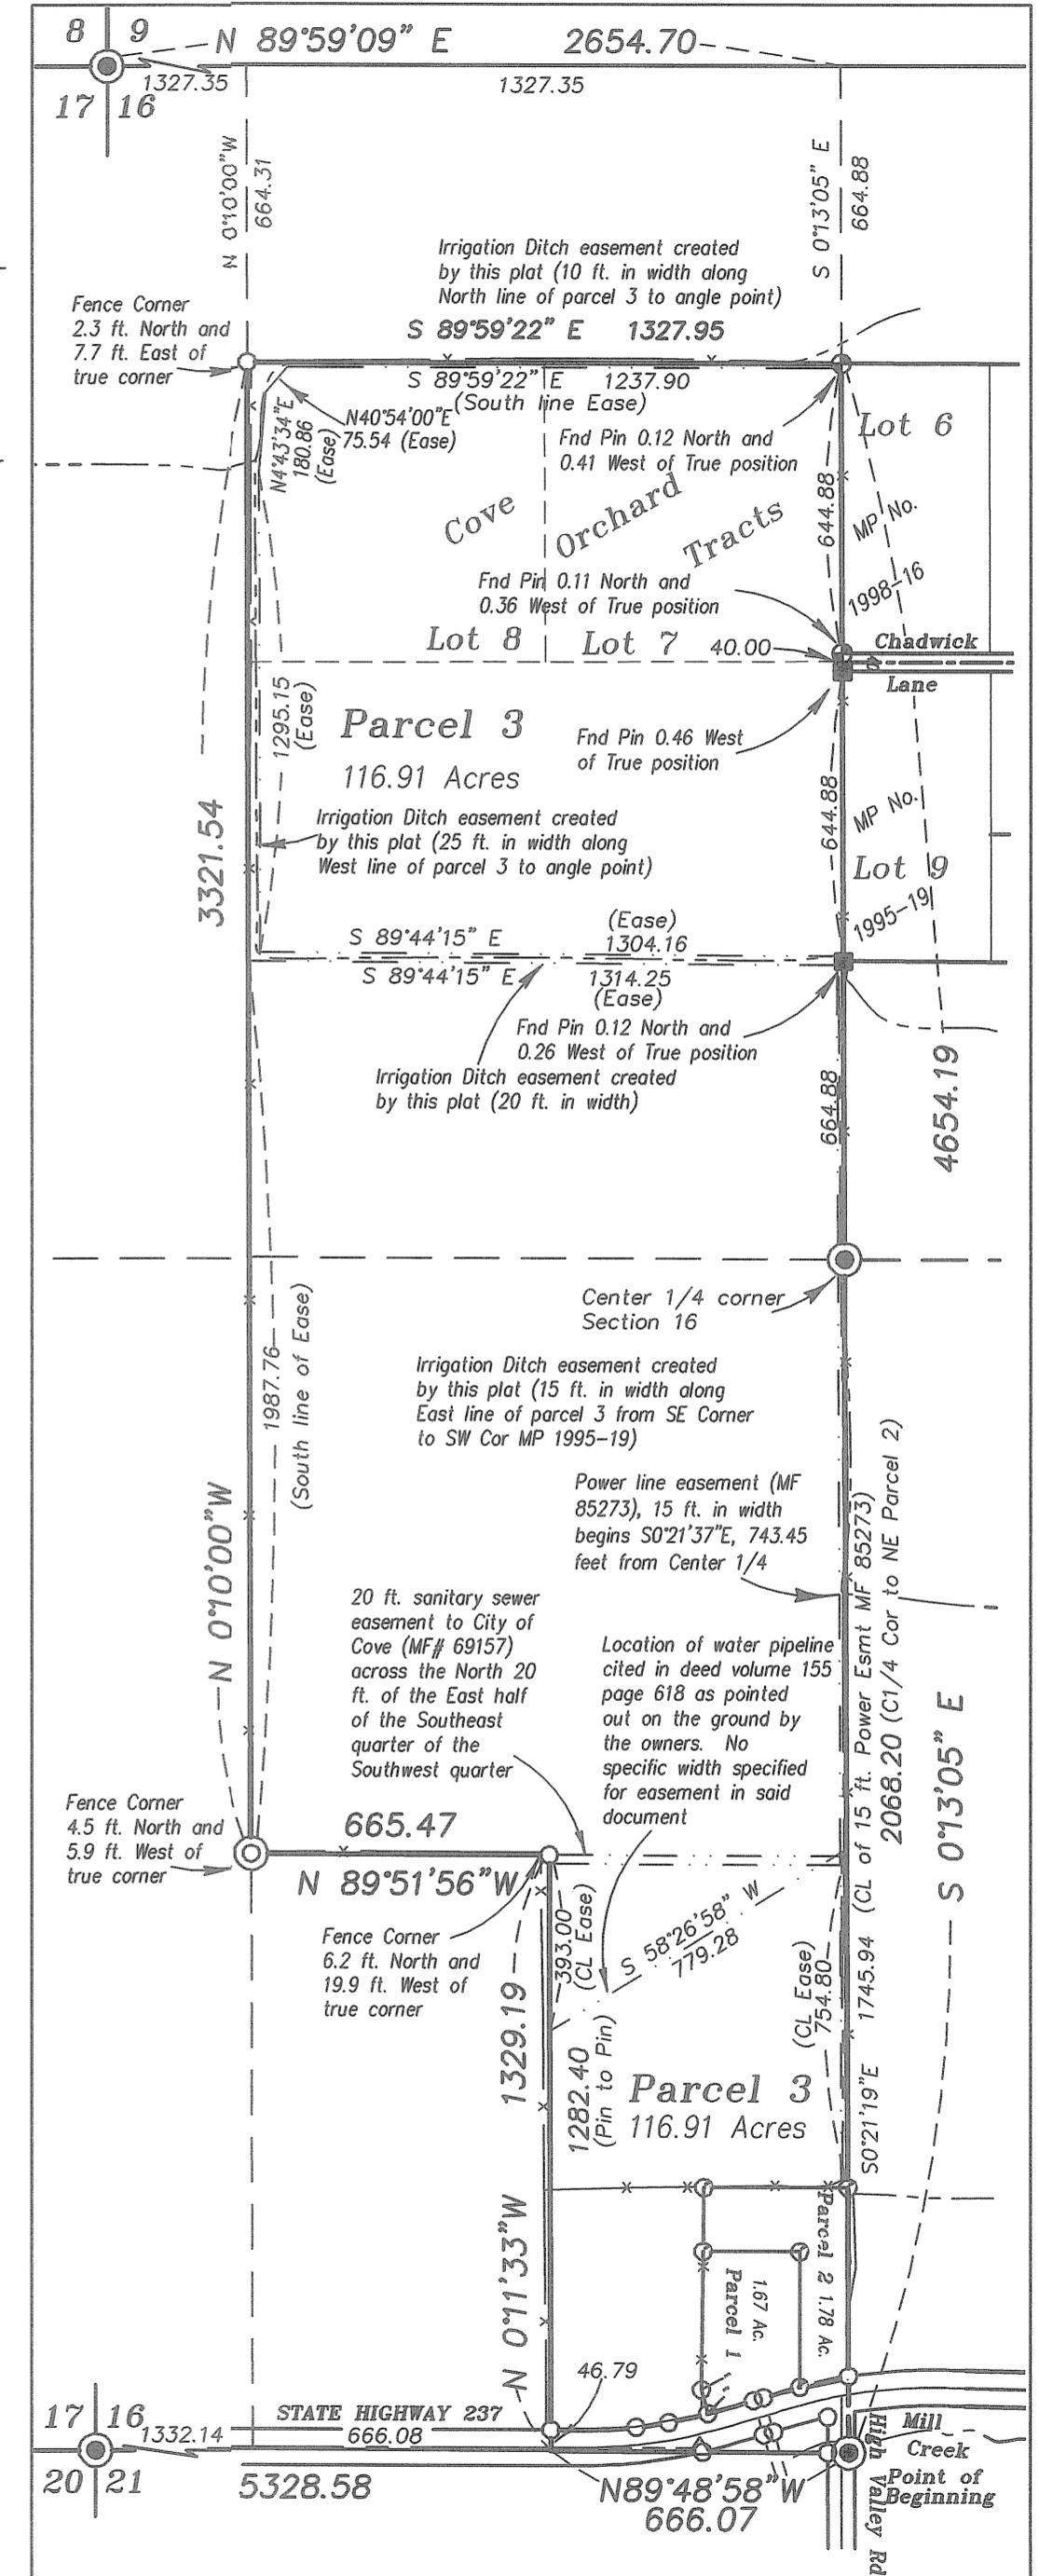 8 9
17 16
N 89°59'09" E 2654.70
1327.35
1327.35
N 0°10'00"W
664.31
S 0°13'05" E
664.88
Irrigation Ditch easement created
by this plat (10 ft. in width along
North line of parcel 3 to angle point)
Fence Corner
2.3 ft. North and
7.7 ft. East of
true corner
S 89°59'22" E 1327.95
S 89°59'22" E 1237.90
(South line Ease)
N40°54'00"E
75.54 (Ease)
N4°43'34"E
180.86
(Ease)
Fnd Pin 0.12 North and
0.41 West of True position
Lot 6
644.88
MP No.
1998-16
Cove
Orchard
Tracts
Fnd Pin 0.11 North and
0.36 West of True position
Lot 8
Lot 7
40.00
40
Chadwick
Lane
1295.15
(Ease)
Parcel 3
116.91 Acres
Fnd Pin 0.46 West
of True position
3321.54
Irrigation Ditch easement created
by this plat (25 ft. in width along
West line of parcel 3 to angle point)
644.88
MP No.
Lot 9
1995-19
(Ease)
S 89°44'15" E 1304.16
S 89°44'15" E 1314.25
(Ease)
Fnd Pin 0.12 North and
0.26 West of True position
Irrigation Ditch easement created
by this plat (20 ft. in width)
664.88
4654.19
Center 1/4 corner
Section 16
1987.76
(South line of Ease)
Irrigation Ditch easement created
by this plat (15 ft. in width along
East line of parcel 3 from SE Corner
to SW Cor MP 1995-19)
Power line easement (MF
85273), 15 ft. in width
begins S0°21'37"E, 743.45
feet from Center 1/4
N 0°10'00"W
20 ft. sanitary sewer
easement to City of
Cove (MF# 69157)
across the North 20
ft. of the East half
of the Southeast
quarter of the
Southwest quarter
Location of water pipeline
cited in deed volume 155
page 618 as pointed
out on the ground by
the owners. No
specific width specified
for easement in said
document
S0°21'19"E 1745.94 (CL of 15 ft. Power Esmt MF 85273)
2068.20 (C1/4 Cor to NE Parcel 2)
S 0°13'05" E
Fence Corner
4.5 ft. North and
5.9 ft. West of
true corner
665.47
N 89°51'56"W
Fence Corner
6.2 ft. North and
19.9 ft. West of
true corner
393.00
(CL Ease)
S 58°26'58" W
779.28
(CL Ease)
754.80
1329.19
1282.40
(Pin to Pin)
Parcel 3
116.91 Acres
N 0°11'33"W
Parcel 2 1.78 Ac.
1.67 Ac.
Parcel 1
46.79
17 16
20 21
1332.14
STATE HIGHWAY 237
666.08
5328.58
N89°48'58"W
666.07
High Valley Rd
Mill
Creek
Point of
Beginning